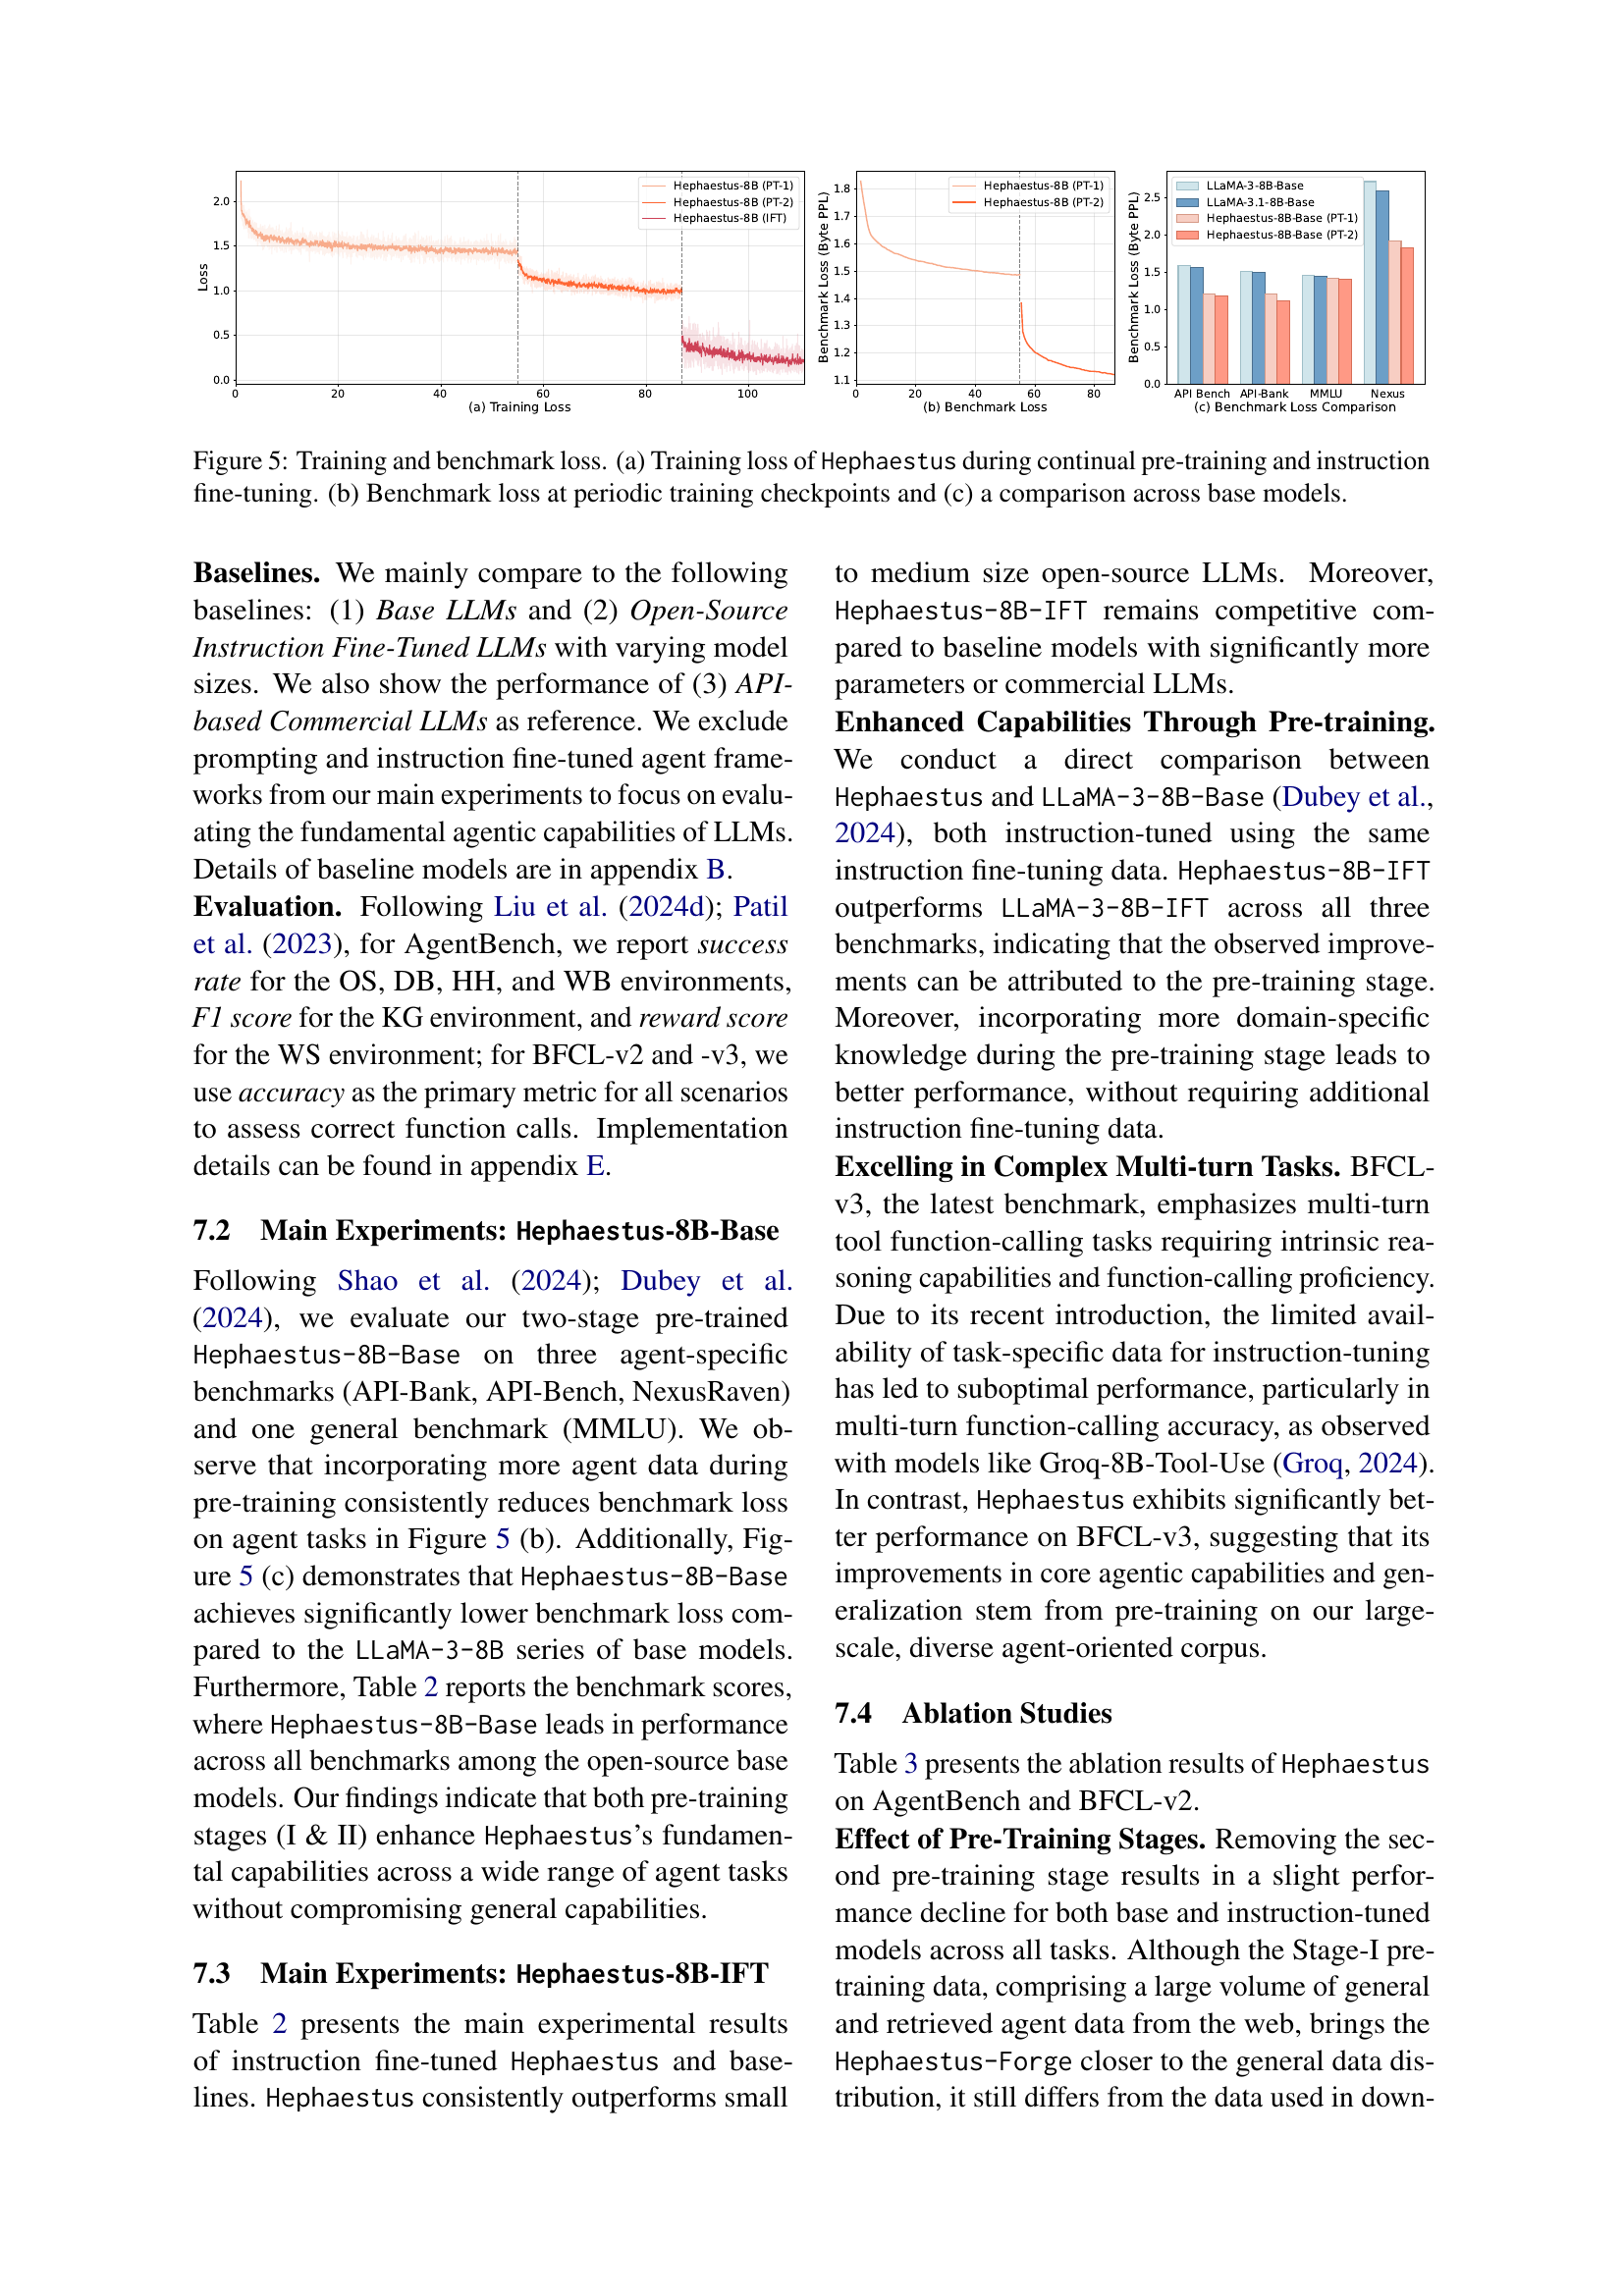 2.0
1.5
1.0
0.5
0.0
Loss
0
20
40
60
80
100
(a) Training Loss
Hephaestus-8B (PT-1)
Hephaestus-8B (PT-2)
Hephaestus-8B (IFT)
1.8
1.7
1.6
1.5
1.4
1.3
1.2
1.1
Benchmark Loss (Byte PPL)
0
20
40
60
80
(b) Benchmark Loss
Hephaestus-8B (PT-1)
Hephaestus-8B (PT-2)
2.5
2.0
1.5
1.0
0.5
0.0
Benchmark Loss (Byte PPL)
LLaMA-3-8B-Base
LLaMA-3.1-8B-Base
Hephaestus-8B-Base (PT-1)
Hephaestus-8B-Base (PT-2)
API Bench
API-Bank
MMLU
Nexus
(c) Benchmark Loss Comparison
Figure 5: Training and benchmark loss. (a) Training loss of Hephaestus during continual pre-training and instruction
fine-tuning. (b) Benchmark loss at periodic training checkpoints and (c) a comparison across base models.
Baselines. We mainly compare to the following
baselines: (1) Base LLMs and (2) Open-Source
Instruction Fine-Tuned LLMs with varying model
sizes. We also show the performance of (3) API-
based Commercial LLMs as reference. We exclude
prompting and instruction fine-tuned agent frame-
works from our main experiments to focus on evalu-
ating the fundamental agentic capabilities of LLMs.
Details of baseline models are in appendix B.
Evaluation. Following Liu et al. (2024d); Patil
et al. (2023), for AgentBench, we report success
rate for the OS, DB, HH, and WB environments,
F1 score for the KG environment, and reward score
for the WS environment; for BFCL-v2 and -v3, we
use accuracy as the primary metric for all scenarios
to assess correct function calls. Implementation
details can be found in appendix E.
7.2 Main Experiments: Hephaestus-8B-Base
Following Shao et al. (2024); Dubey et al.
(2024), we evaluate our two-stage pre-trained
Hephaestus-8B-Base on three agent-specific
benchmarks (API-Bank, API-Bench, NexusRaven)
and one general benchmark (MMLU). We ob-
serve that incorporating more agent data during
pre-training consistently reduces benchmark loss
on agent tasks in Figure 5 (b). Additionally, Fig-
ure 5 (c) demonstrates that Hephaestus-8B-Base
achieves significantly lower benchmark loss com-
pared to the LLaMA-3-8B series of base models.
Furthermore, Table 2 reports the benchmark scores,
where Hephaestus-8B-Base leads in performance
across all benchmarks among the open-source base
models. Our findings indicate that both pre-training
stages (I & II) enhance Hephaestus's fundamen-
tal capabilities across a wide range of agent tasks
without compromising general capabilities.
7.3 Main Experiments: Hephaestus-8B-IFT
Table 2 presents the main experimental results
of instruction fine-tuned Hephaestus and base-
lines. Hephaestus consistently outperforms small
to medium size open-source LLMs. Moreover,
Hephaestus-8B-IFT remains competitive com-
pared to baseline models with significantly more
parameters or commercial LLMs.
Enhanced Capabilities Through Pre-training.
We conduct a direct comparison between
Hephaestus and LLaMA-3-8B-Base (Dubey et al.,
2024), both instruction-tuned using the same
instruction fine-tuning data. Hephaestus-8B-IFT
outperforms LLaMA-3-8B-IFT across all three
benchmarks, indicating that the observed improve-
ments can be attributed to the pre-training stage.
Moreover, incorporating more domain-specific
knowledge during the pre-training stage leads to
better performance, without requiring additional
instruction fine-tuning data.
Excelling in Complex Multi-turn Tasks. BFCL-
v3, the latest benchmark, emphasizes multi-turn
tool function-calling tasks requiring intrinsic rea-
soning capabilities and function-calling proficiency.
Due to its recent introduction, the limited avail-
ability of task-specific data for instruction-tuning
has led to suboptimal performance, particularly in
multi-turn function-calling accuracy, as observed
with models like Groq-8B-Tool-Use (Groq, 2024).
In contrast, Hephaestus exhibits significantly bet-
ter performance on BFCL-v3, suggesting that its
improvements in core agentic capabilities and gen-
eralization stem from pre-training on our large-
scale, diverse agent-oriented corpus.
7.4 Ablation Studies
Table 3 presents the ablation results of Hephaestus
on AgentBench and BFCL-v2.
Effect of Pre-Training Stages. Removing the sec-
ond pre-training stage results in a slight perfor-
mance decline for both base and instruction-tuned
models across all tasks. Although the Stage-I pre-
training data, comprising a large volume of general
and retrieved agent data from the web, brings the
Hephaestus-Forge closer to the general data dis-
tribution, it still differs from the data used in down-